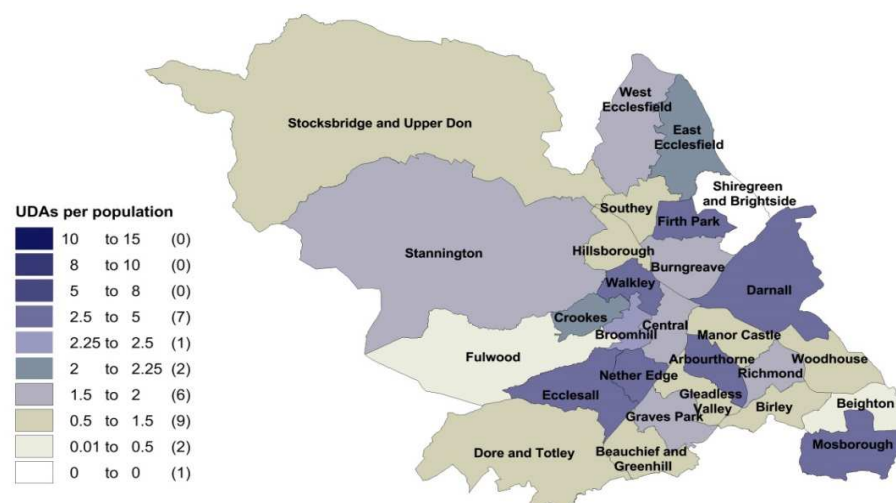 West
Ecclesfield
Stocksbridge and Upper Don
East
Ecclesfield
Shiregreen
and Brightside
Southey
Firth Park
Hillsborough
Stannington
Burngreave
Walkley
Darnall
Crookes
Central
Broomhill
Manor Castle
Fulwood
Arbourthorne
Woodhouse
Nether Edge
Richmond
Ecclesall
Gleadless
Valley
Birley
Beighton
Graves Park
Mosborough
Dore and Totley
Beauchief and
Greenhill
UDAs per population
10 to 15 (0)
8 to 10 (0)
5 to 8 (0)
2.5 to 5 (7)
2.25 to 2.5 (1)
2 to 2.25 (2)
1.5 to 2 (6)
0.5 to 1.5 (9)
0.01 to 0.5 (2)
0 to 0 (1)